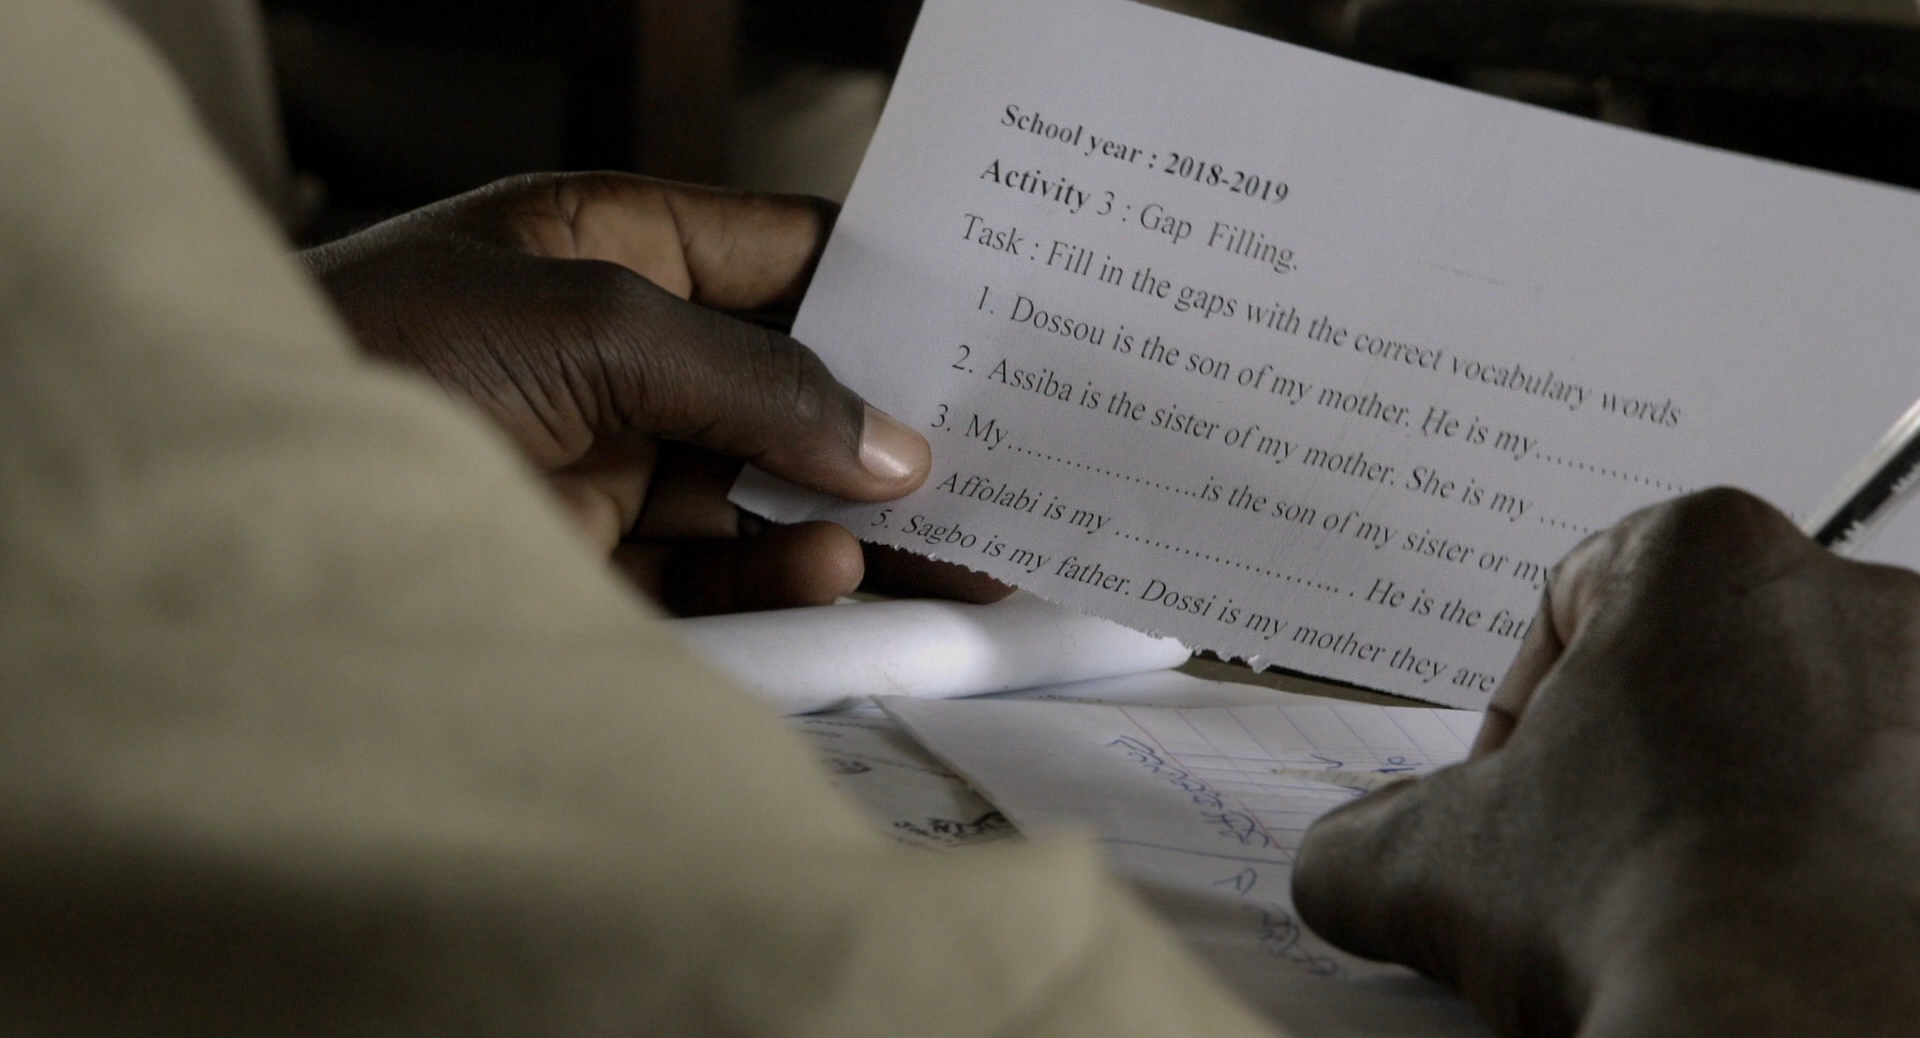 School year : 2018-2019
Activity 3 : Gap Filling.
Task : Fill in the gaps with the correct vocabulary words
1. Dossou is the son of my mother. He is my....................
2. Assiba is the sister of my mother. She is my ......
3. My........................is the son of my sister or my
Affolabi is my ............................ . He is the
5. Sagbo is my father. Dossi is my mother they are